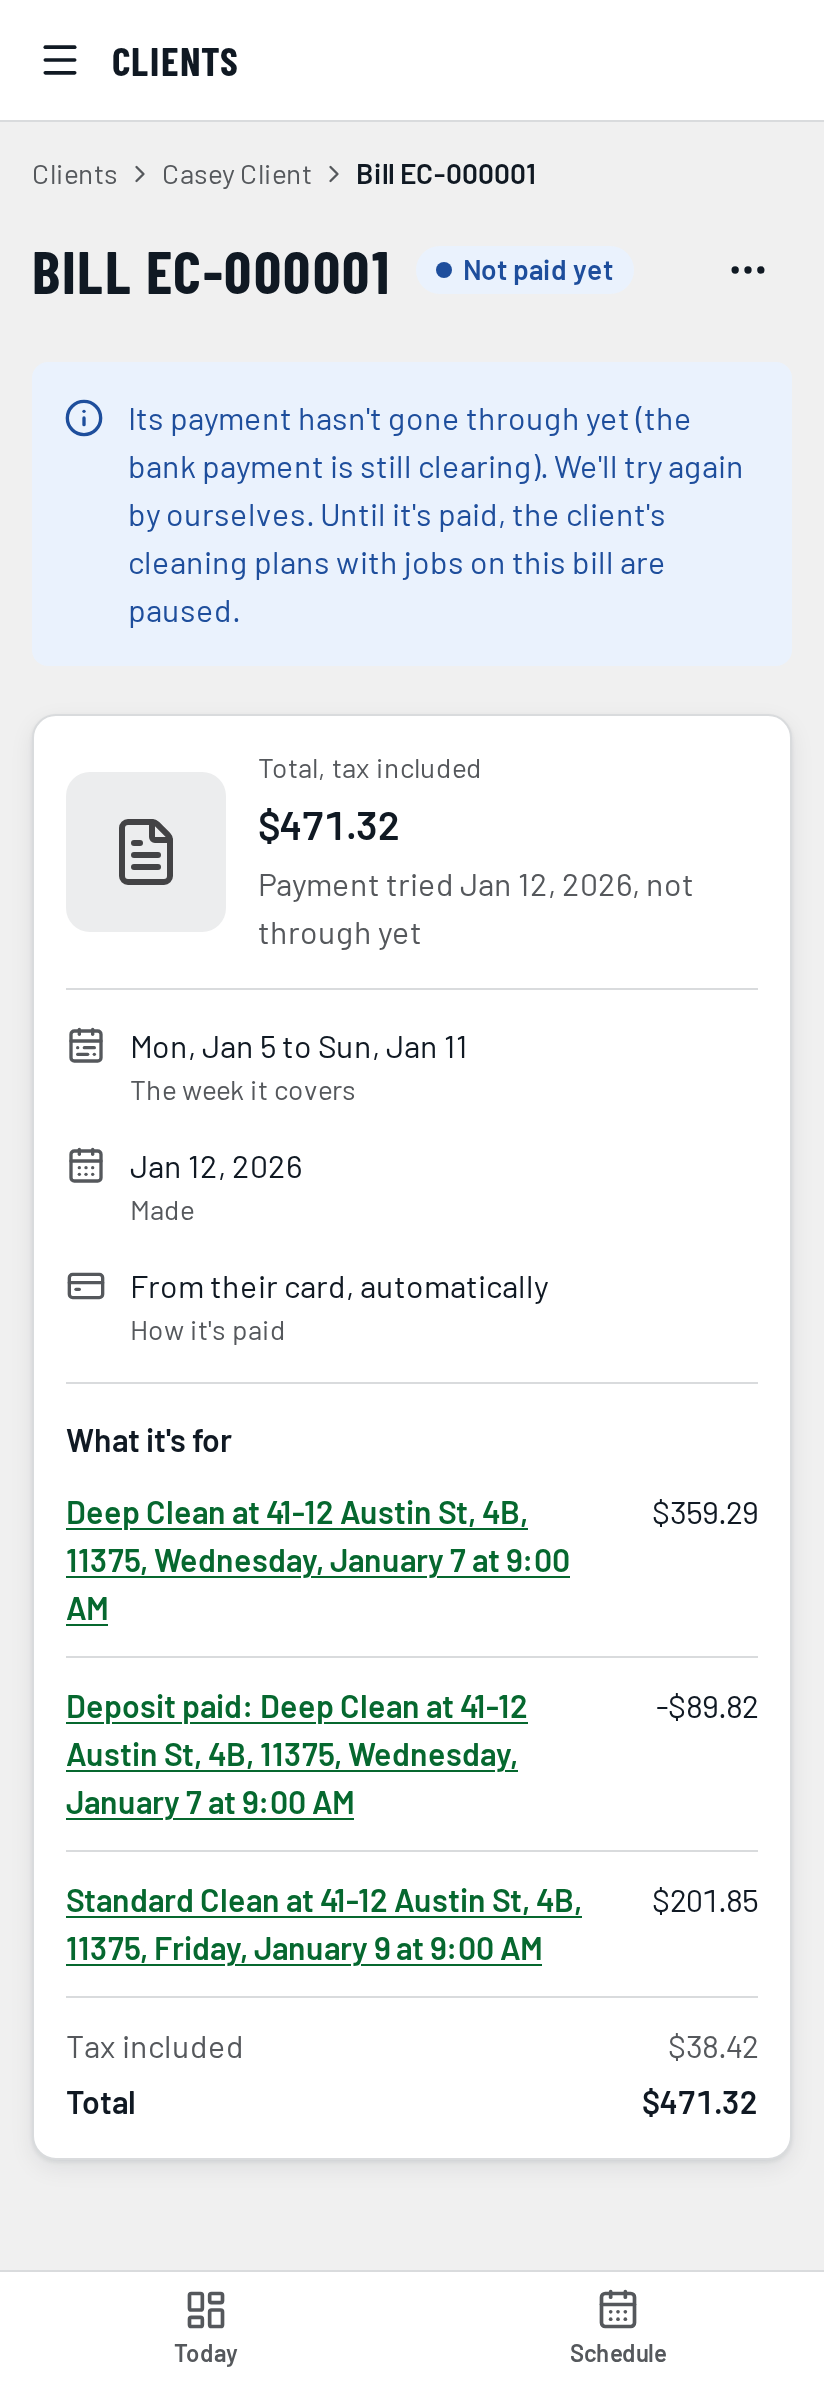 CLIENTS
Clients > Casey Client > Bill EC-000001
BILL EC-000001
Not paid yet
Its payment hasn't gone through yet (the
bank payment is still clearing). We'll try again
by ourselves. Until it's paid, the client's
cleaning plans with jobs on this bill are
paused.
Total, tax included
$471.32
Payment tried Jan 12, 2026, not
through yet
Mon, Jan 5 to Sun, Jan 11
The week it covers
Jan 12, 2026
Made
From their card, automatically
How it's paid
What it's for
Deep Clean at 41-12 Austin St, 4B, $359.29
11375, Wednesday, January 7 at 9:00
AM
Deposit paid: Deep Clean at 41-12 -$89.82
Austin St, 4B, 11375, Wednesday,
January 7 at 9:00 AM
Standard Clean at 41-12 Austin St, 4B, $201.85
11375, Friday, January 9 at 9:00 AM
Tax included $38.42
Total $471.32
Today Schedule